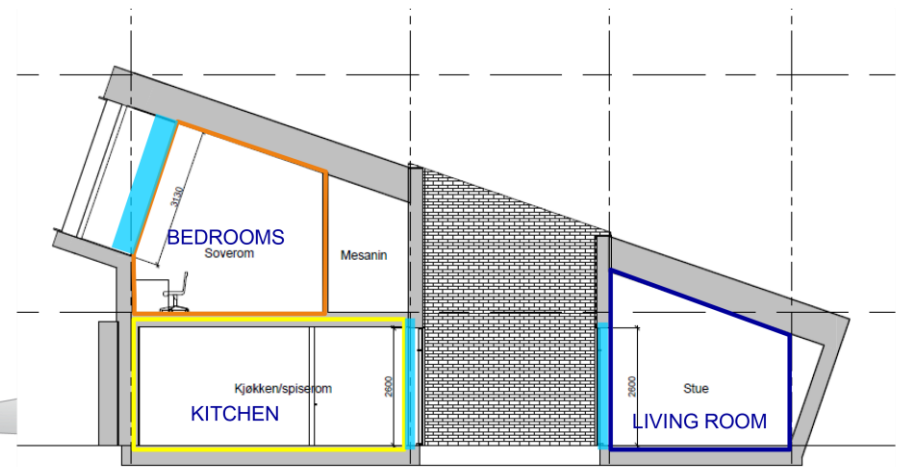 3130
BEDROOMS
Soverom
Mesanin
Kjøkken/spiserom
2600
KITCHEN
2600
Stue
LIVING ROOM